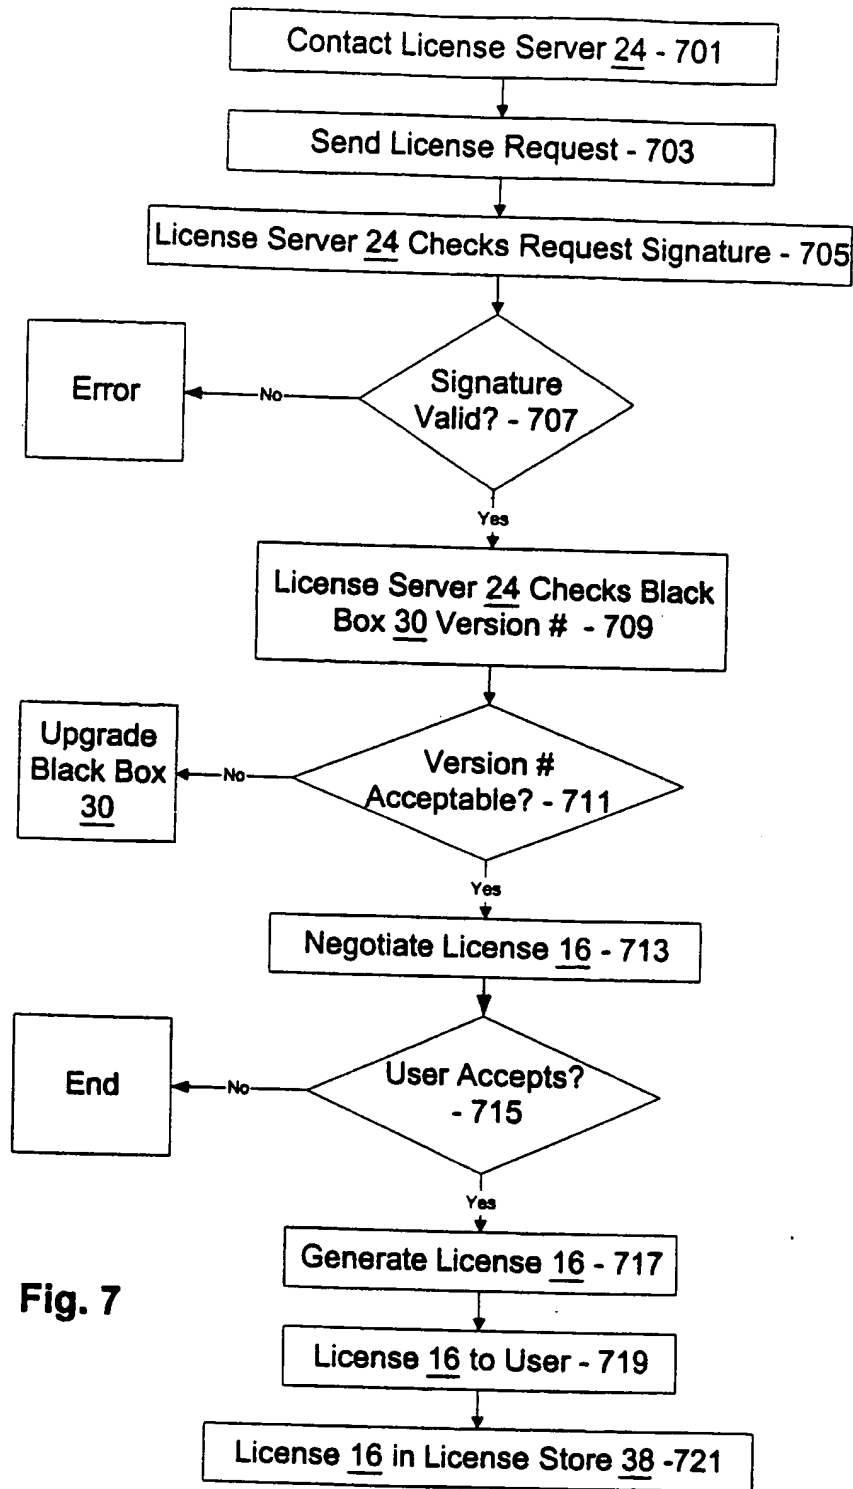 Contact License Server 24 - 701
Send License Request - 703
License Server 24 Checks Request Signature - 705
Error
No
Signature
Valid? - 707
Yes
License Server 24 Checks Black
Box 30 Version # - 709
Upgrade
Black Box
30
No
Version #
Acceptable? - 711
Yes
Negotiate License 16 - 713
End
No
User Accepts?
- 715
Yes
Generate License 16 - 717
Fig. 7
License 16 to User - 719
License 16 in License Store 38 -721